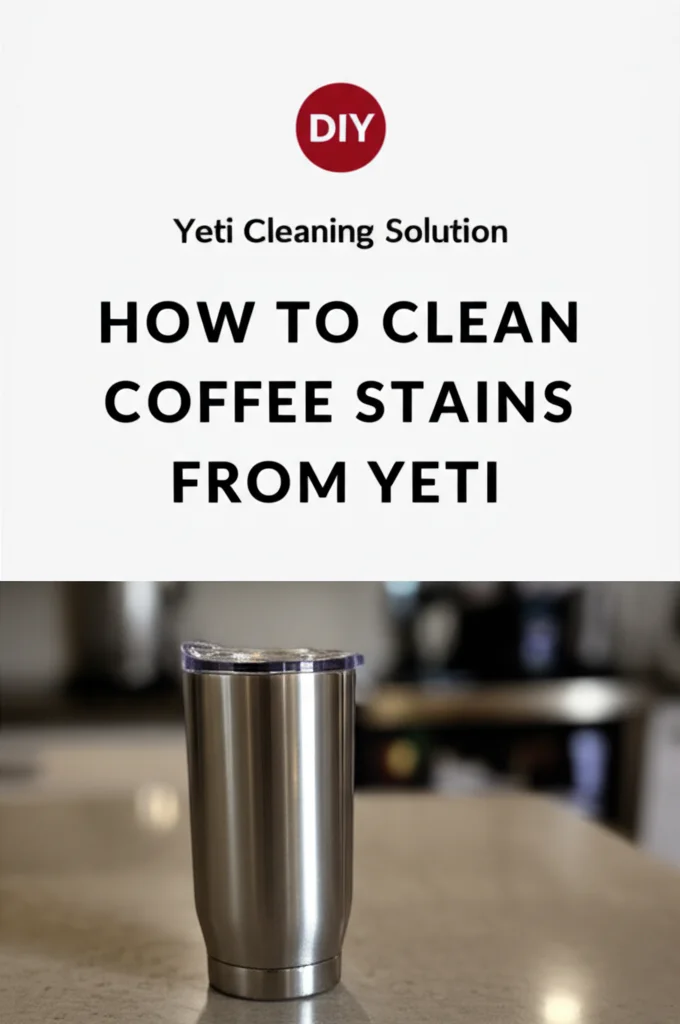 DIY
Yeti Cleaning Solution
HOW TO CLEAN
COFFEE STAINS
FROM YETI